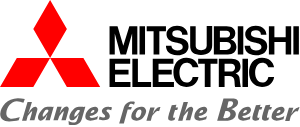 MITSUBISHI
ELECTRIC
Changes for the Better